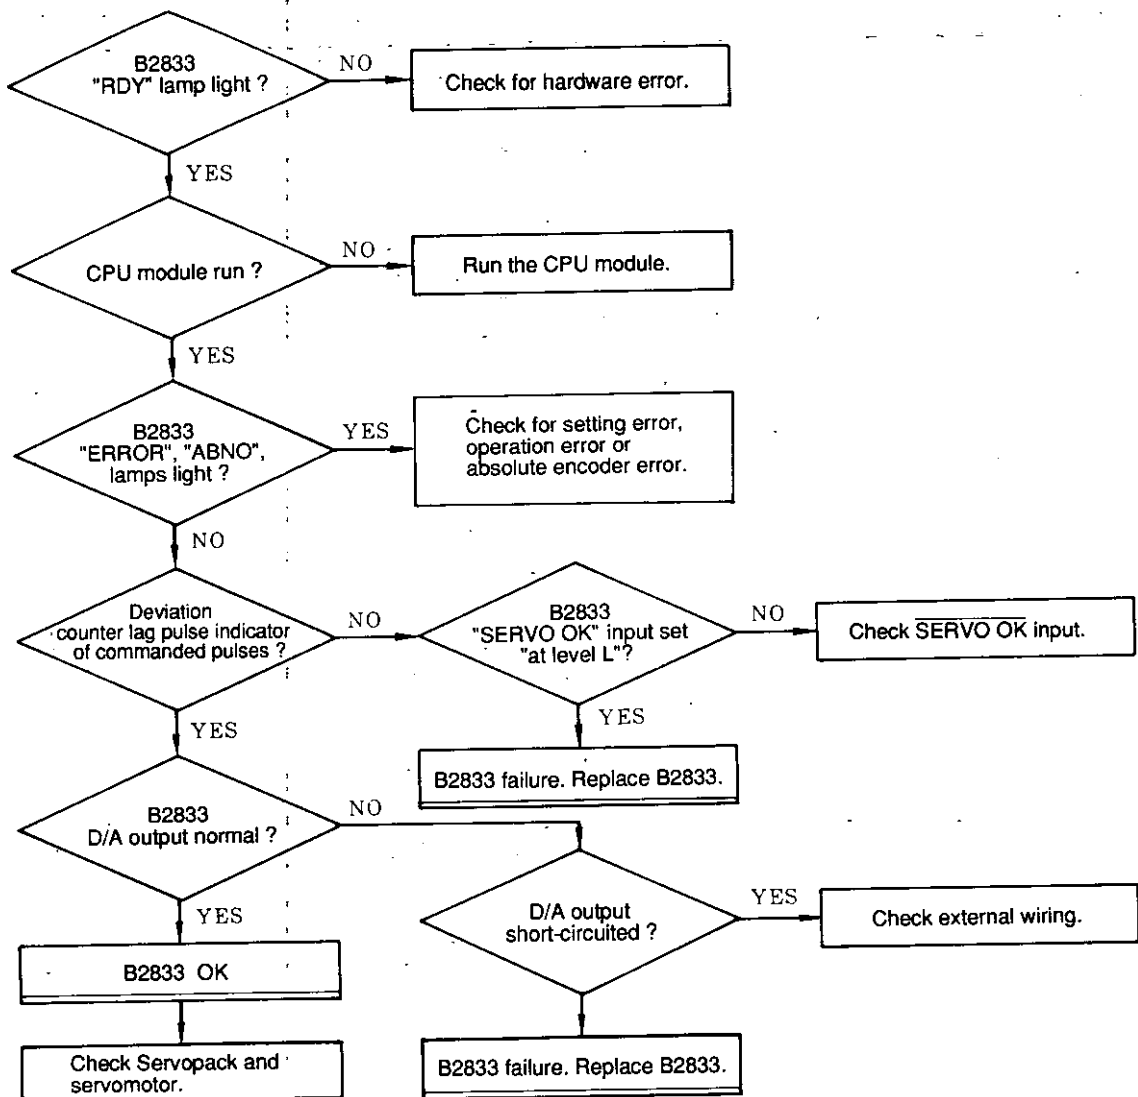 B2833
"RDY" lamp light ?
NO
Check for hardware error.
YES
CPU module run ?
NO
Run the CPU module.
YES
B2833
"ERROR", "ABNO",
lamps light ?
YES
Check for setting error,
operation error or
absolute encoder error.
NO
Deviation
counter lag pulse indicator
of commanded pulses ?
NO
B2833
"SERVO OK" input set
"at level L"?
NO
Check SERVO OK input.
YES
B2833 failure. Replace B2833.
YES
B2833
D/A output normal ?
NO
D/A output
short-circuited ?
YES
Check external wiring.
YES
B2833 OK
B2833 failure. Replace B2833.
Check Servopack and
servomotor.